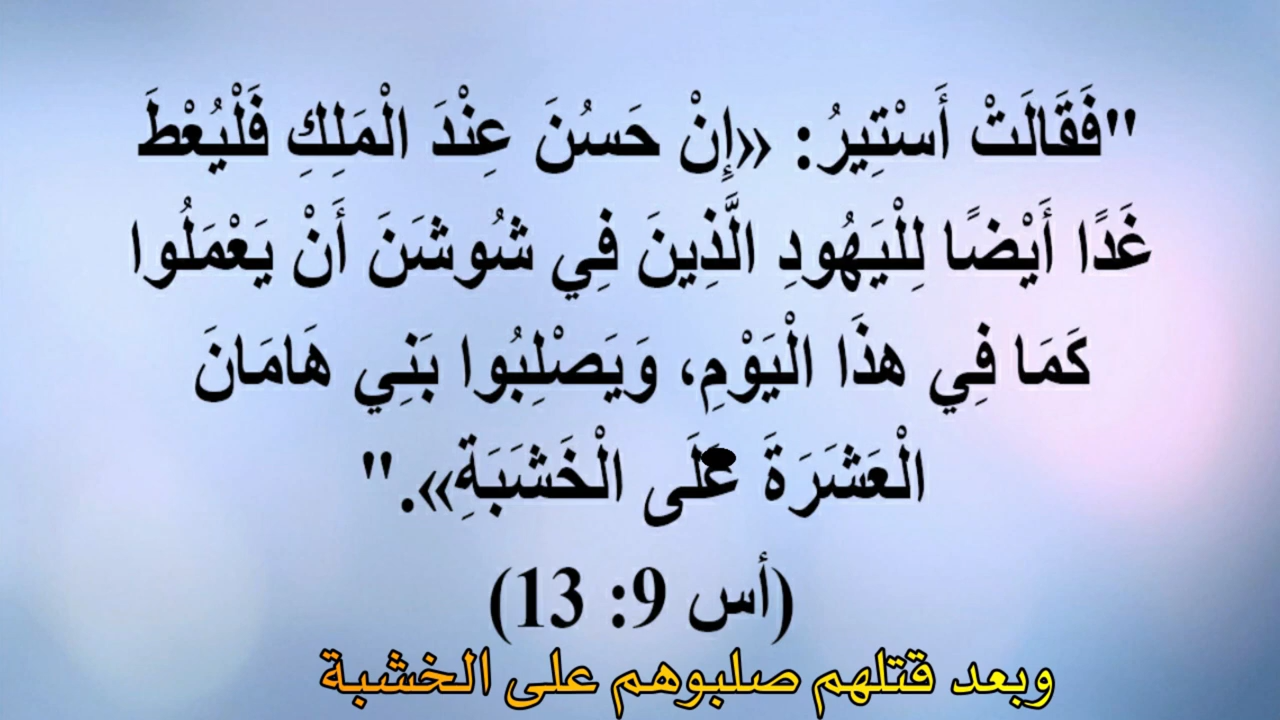 "فَقَالَتْ أَسْتِيرُ: «إِنْ حَسُنَ عِنْدَ الْمَلِكِ فَلْيُعْطَ
غَدًا أَيْضًا لِلْيَهُودِ الَّذِينَ فِي شُوشَنَ أَنْ يَعْمَلُوا
كَمَا فِي هذَا الْيَوْمِ، وَيَصْلِبُوا بَنِي هَامَانَ
الْعَشَرَةَ عَلَى الْخَشَبَةِ»."
(أس 9: 13)
وبعد قتلهم صلبوهم على الخشبة